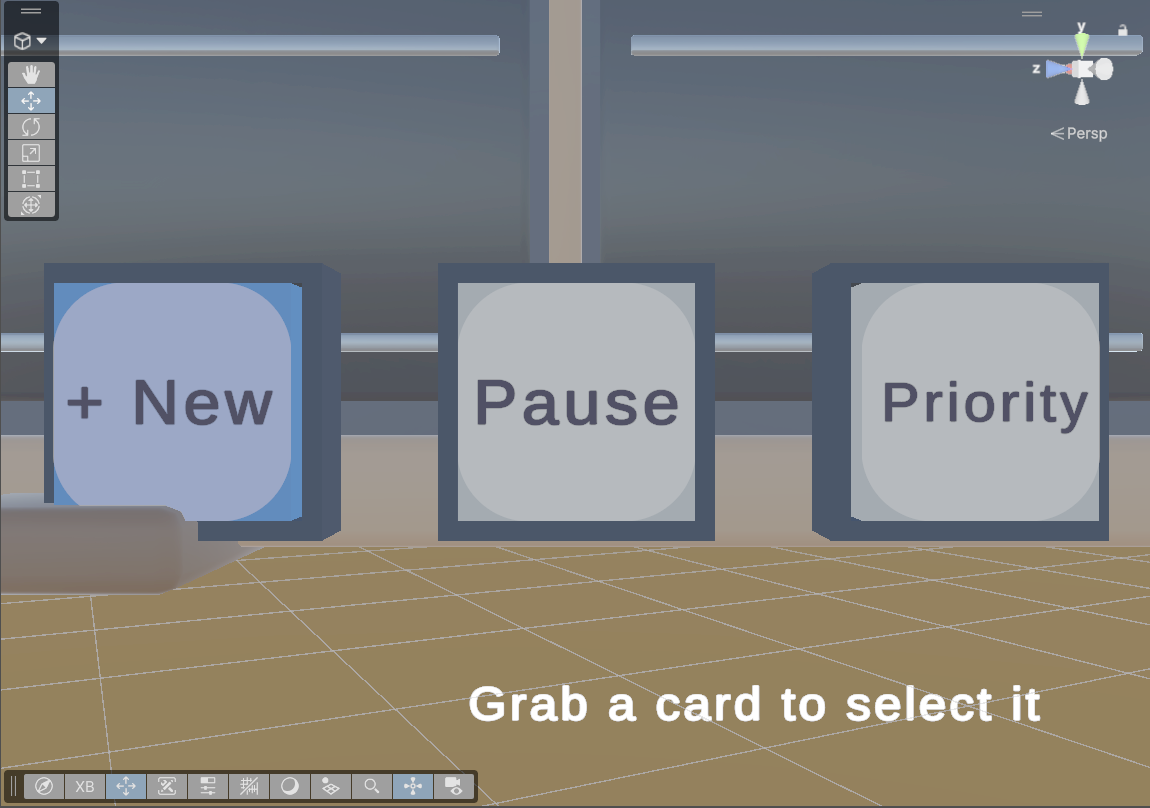 y
z
Persp
+ New
Pause
Priority
Grab a card to select it
XB